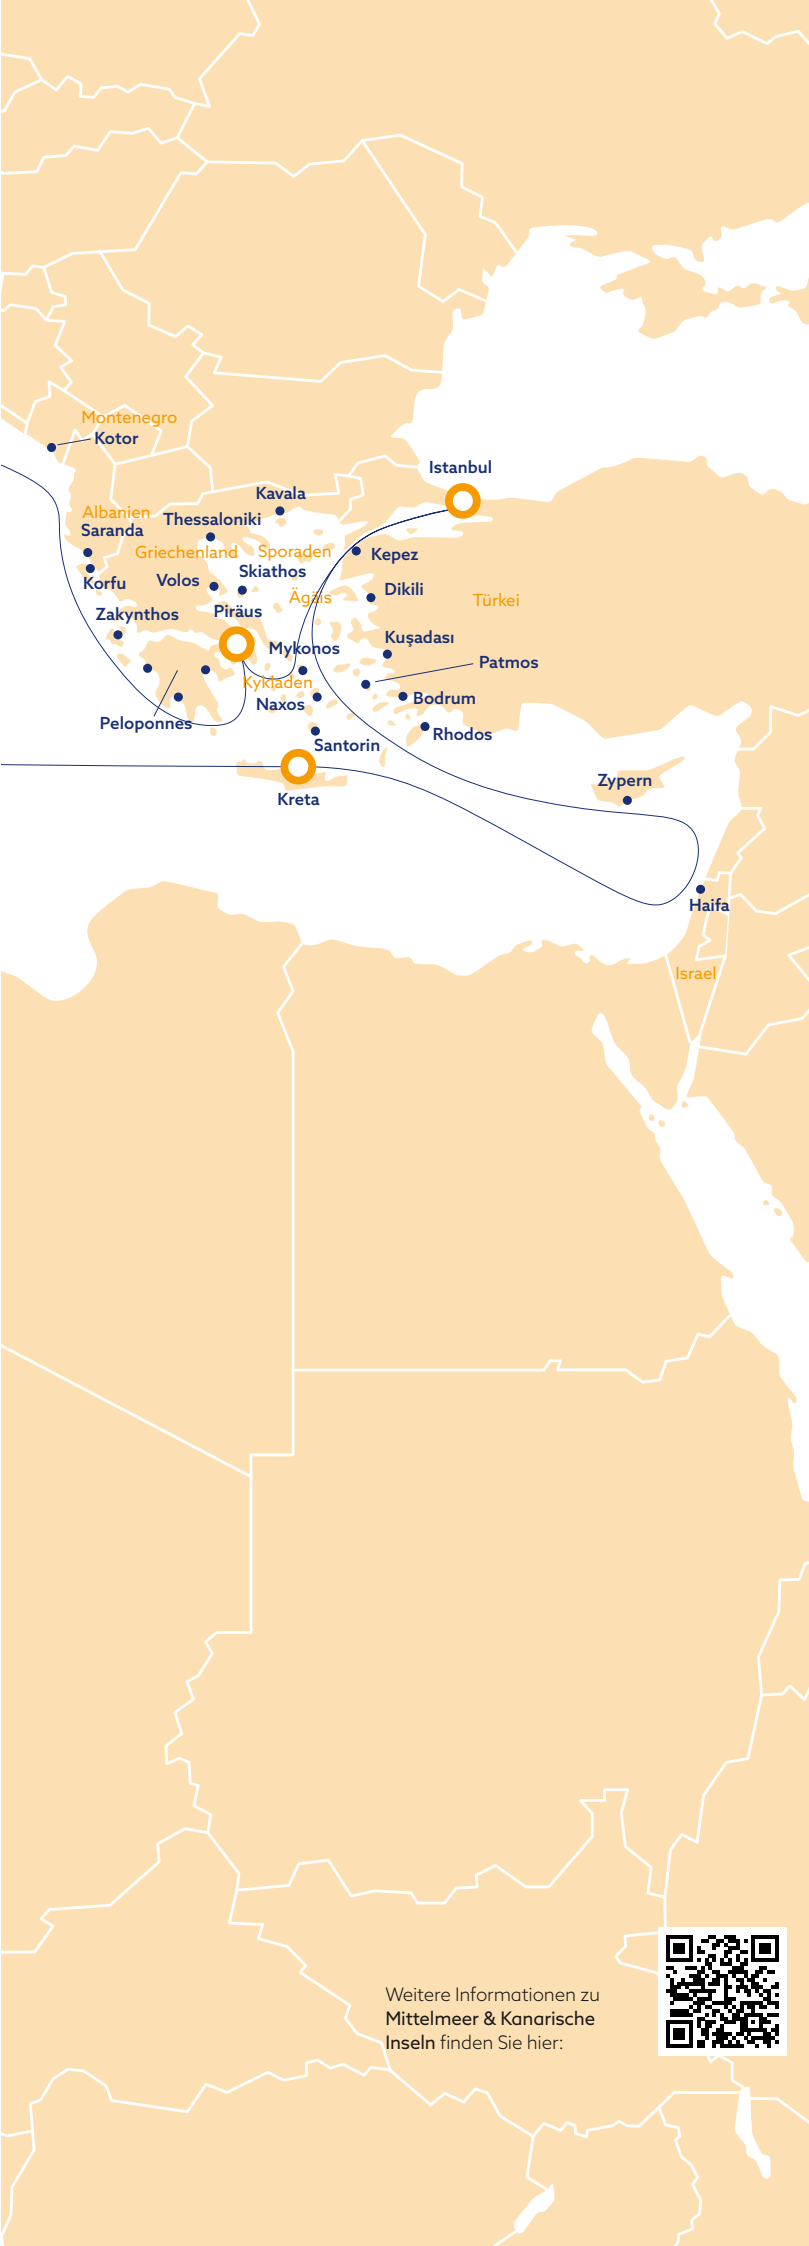 Montenegro
Kotor
Istanbul
Kavala
Albanien
Thessaloniki
Saranda
Griechenland
Sporaden
Kepez
Skiathos
Korfu
Volos
Dikili
Ägäis
Türkei
Zakynthos
Piräus
Kuşadası
Mykonos
Patmos
Kykladen
Naxos
Bodrum
Peloponnes
Rhodos
Santorin
Zypern
Kreta
Haifa
Israel
Weitere Informationen zu
Mittelmeer & Kanarische
Inseln finden Sie hier: